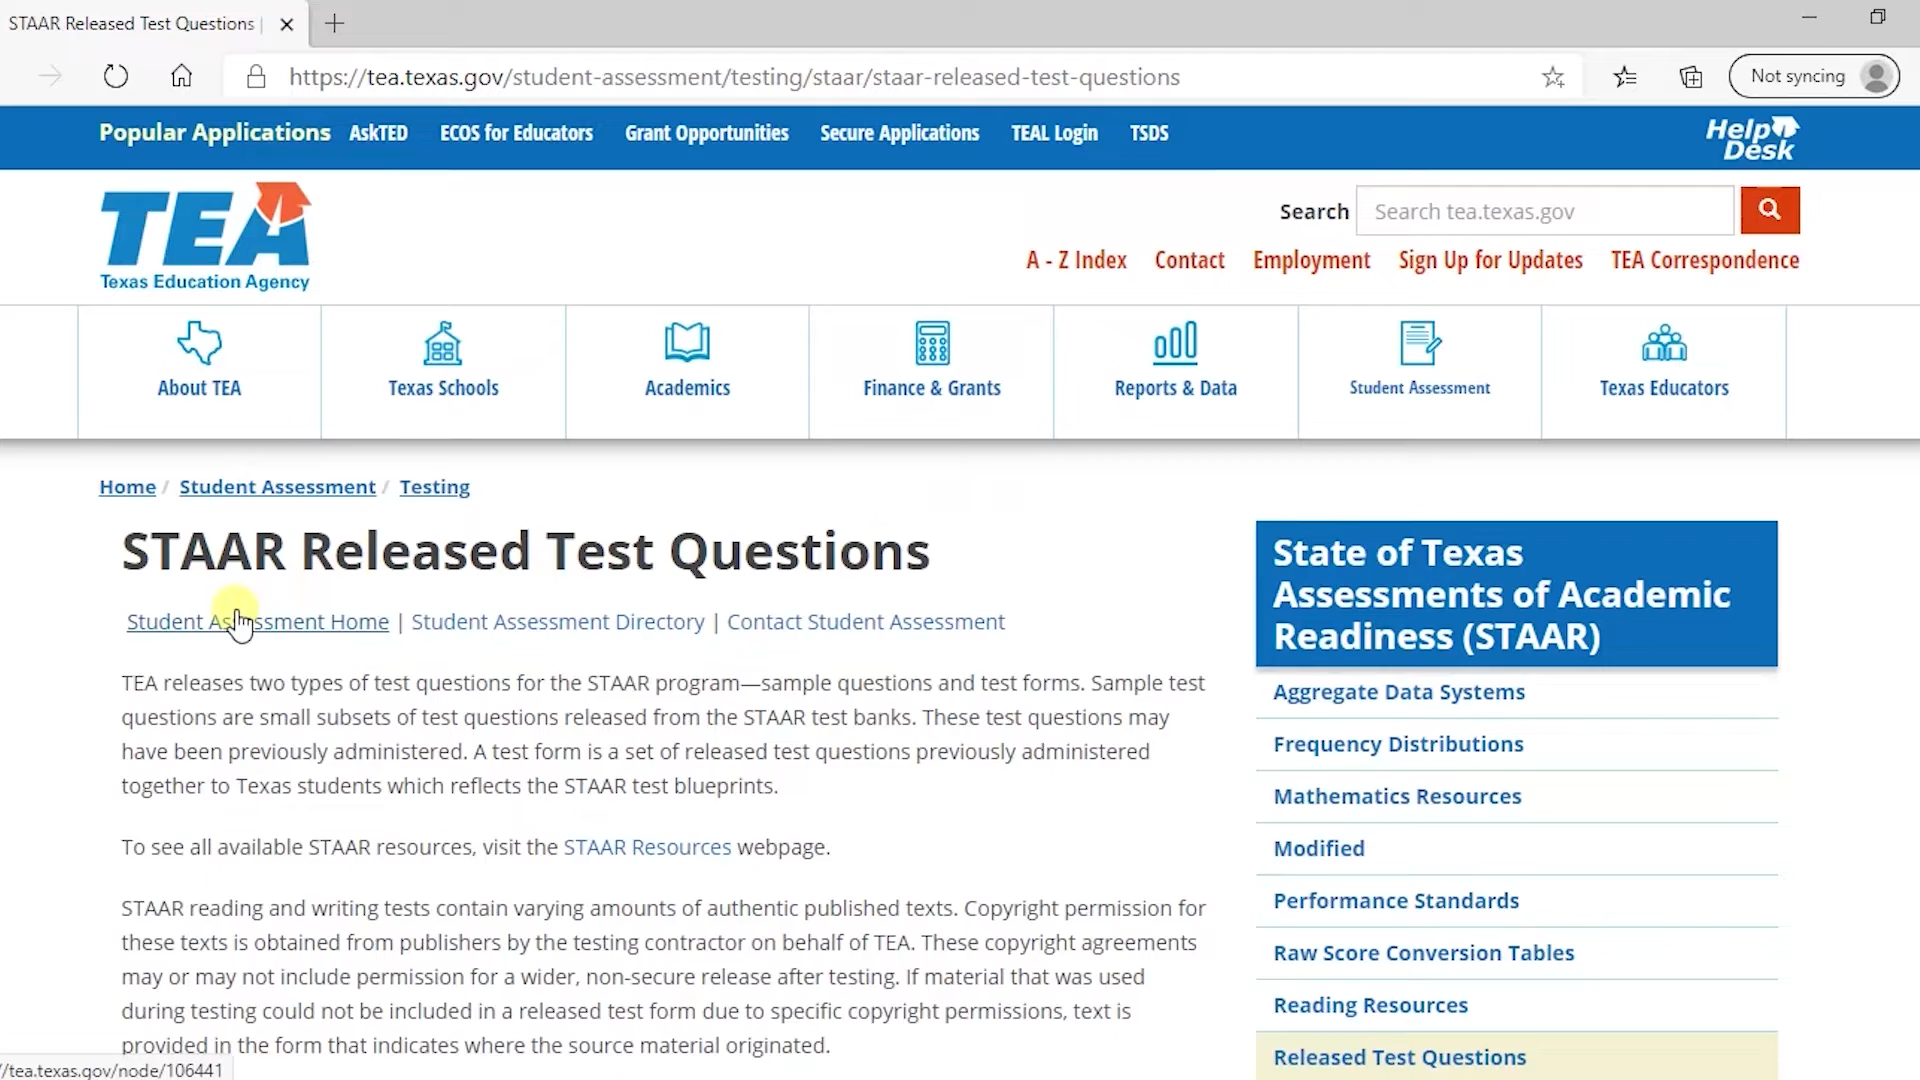 STAAR Released Test Questions |
Not syncing
https://tea.texas.gov/student-assessment/testing/staar/staar-released-test-questions
Popular Applications AskTED ECOS for Educators Grant Opportunities Secure Applications TEAL Login TSDS
Help Desk
TEA
Texas Education Agency
Search Search tea.texas.gov
A - Z Index Contact Employment Sign Up for Updates TEA Correspondence
About TEA Texas Schools Academics Finance & Grants Reports & Data Student Assessment Texas Educators
Home / Student Assessment / Testing
STAAR Released Test Questions
Student Assessment Home | Student Assessment Directory | Contact Student Assessment
TEA releases two types of test questions for the STAAR program—sample questions and test forms. Sample test
questions are small subsets of test questions released from the STAAR test banks. These test questions may
have been previously administered. A test form is a set of released test questions previously administered
together to Texas students which reflects the STAAR test blueprints.
To see all available STAAR resources, visit the STAAR Resources webpage.
STAAR reading and writing tests contain varying amounts of authentic published texts. Copyright permission for
these texts is obtained from publishers by the testing contractor on behalf of TEA. These copyright agreements
may or may not include permission for a wider, non-secure release after testing. If material that was used
during testing could not be included in a released test form due to specific copyright permissions, text is
provided in the form that indicates where the source material originated.
State of Texas
Assessments of Academic
Readiness (STAAR)
Aggregate Data Systems
Frequency Distributions
Mathematics Resources
Modified
Performance Standards
Raw Score Conversion Tables
Reading Resources
Released Test Questions
/tea.texas.gov/node/106441